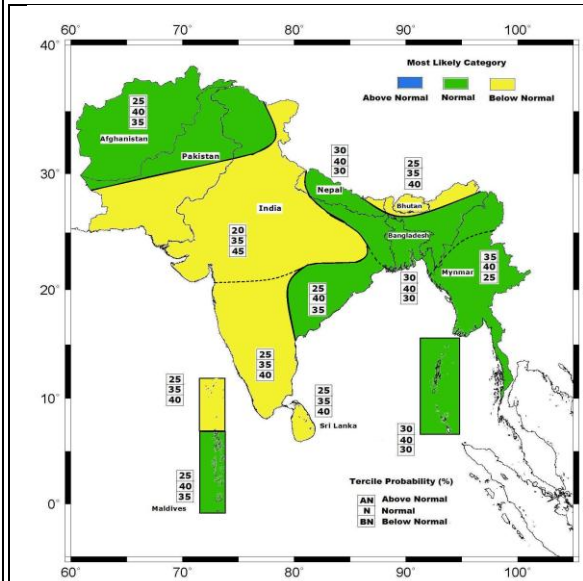 60 70 80 90 100
40°
Most Likely Category
Above Normal Normal Below Normal
25
40
35
Afghanistan
Pakistan
30
40
30
25
35
40
30°
Nepal
Bhutan
India
Bangladesh
20
35
45
Mynmar
35
40
25
20°
25
40
35
30
40
30
25
35
40
25
35
40
25
35
40
10°
Sri Lanka
30
40
30
25
40
35
Tercile Probability (%)
AN Above Normal
N Normal
BN Below Normal
Maldives
0°
60 70 80 90 100